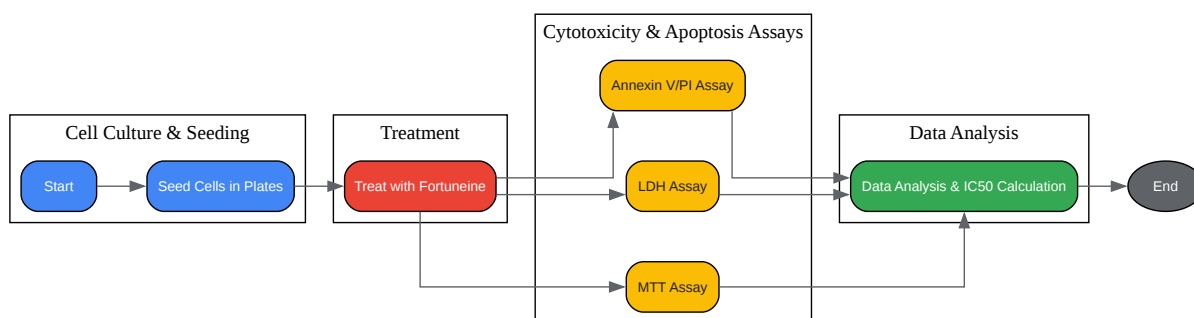 Cell Culture & Seeding
Start
Seed Cells in Plates
Treatment
Treat with Fortuneine
Cytotoxicity & Apoptosis Assays
Annexin V/PI Assay
LDH Assay
MTT Assay
Data Analysis
Data Analysis & IC50 Calculation
End